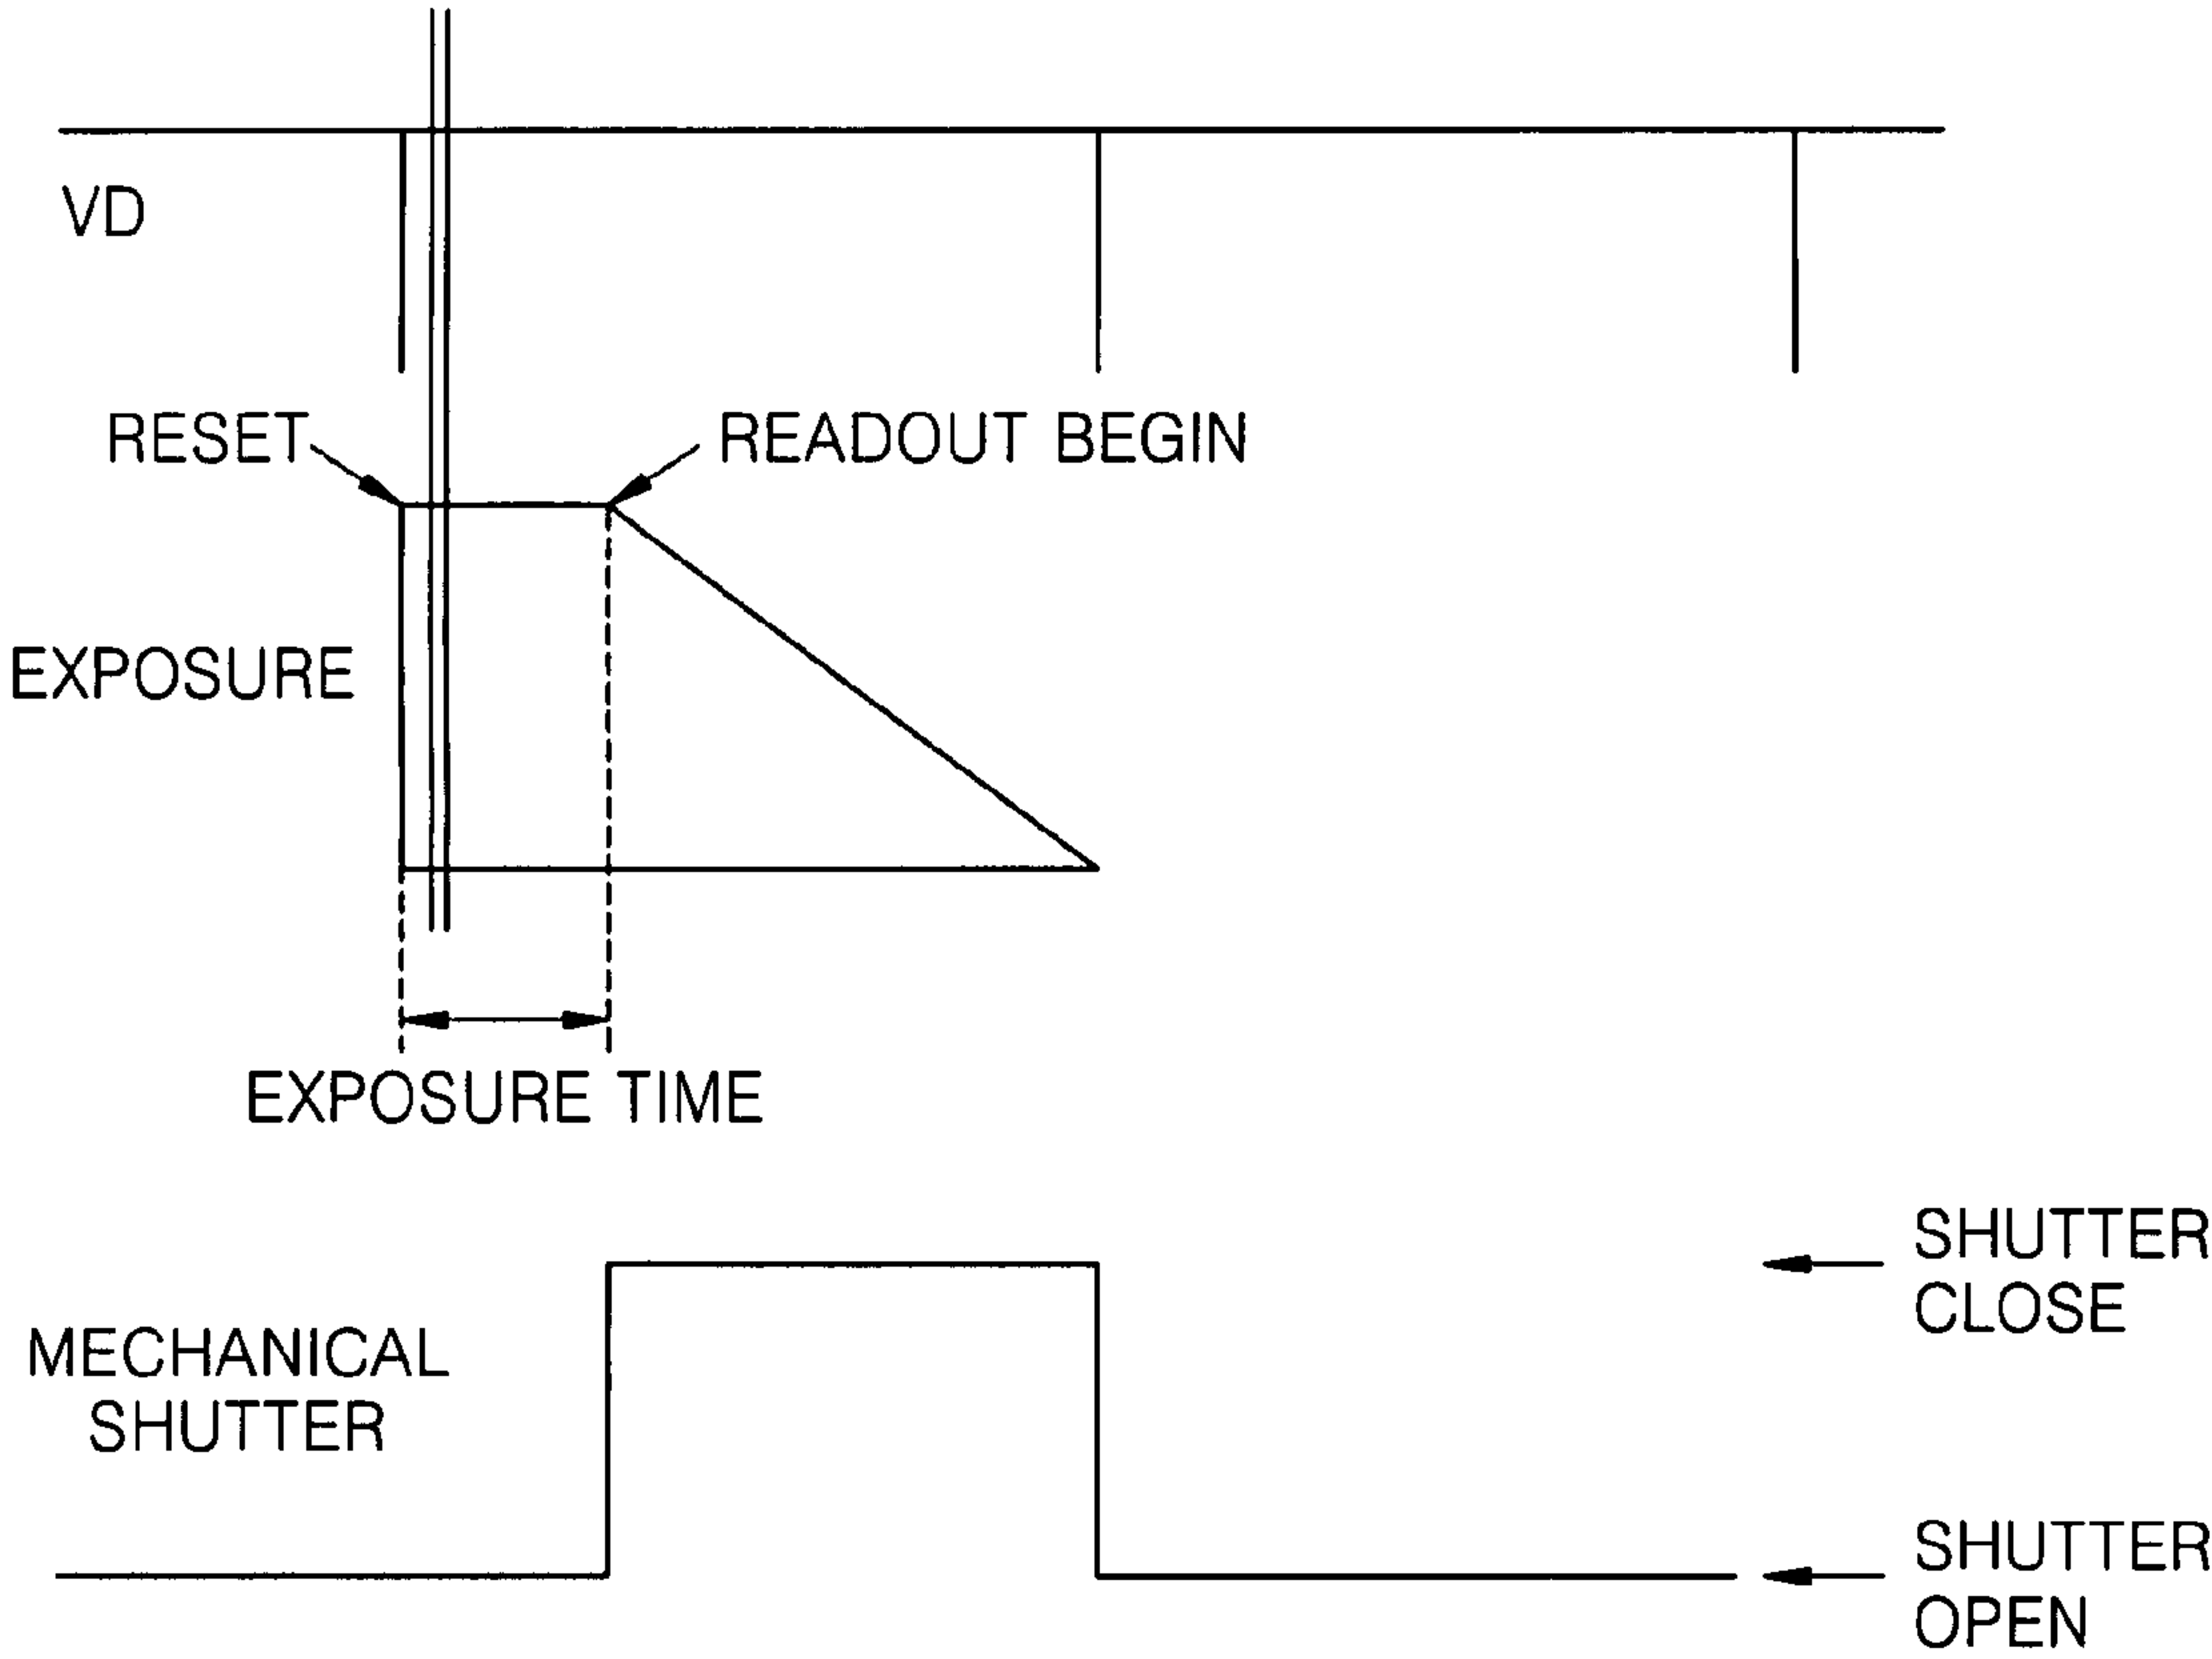 VD
RESET
READOUT BEGIN
EXPOSURE
EXPOSURE TIME
MECHANICAL
SHUTTER
SHUTTER
CLOSE
SHUTTER
OPEN